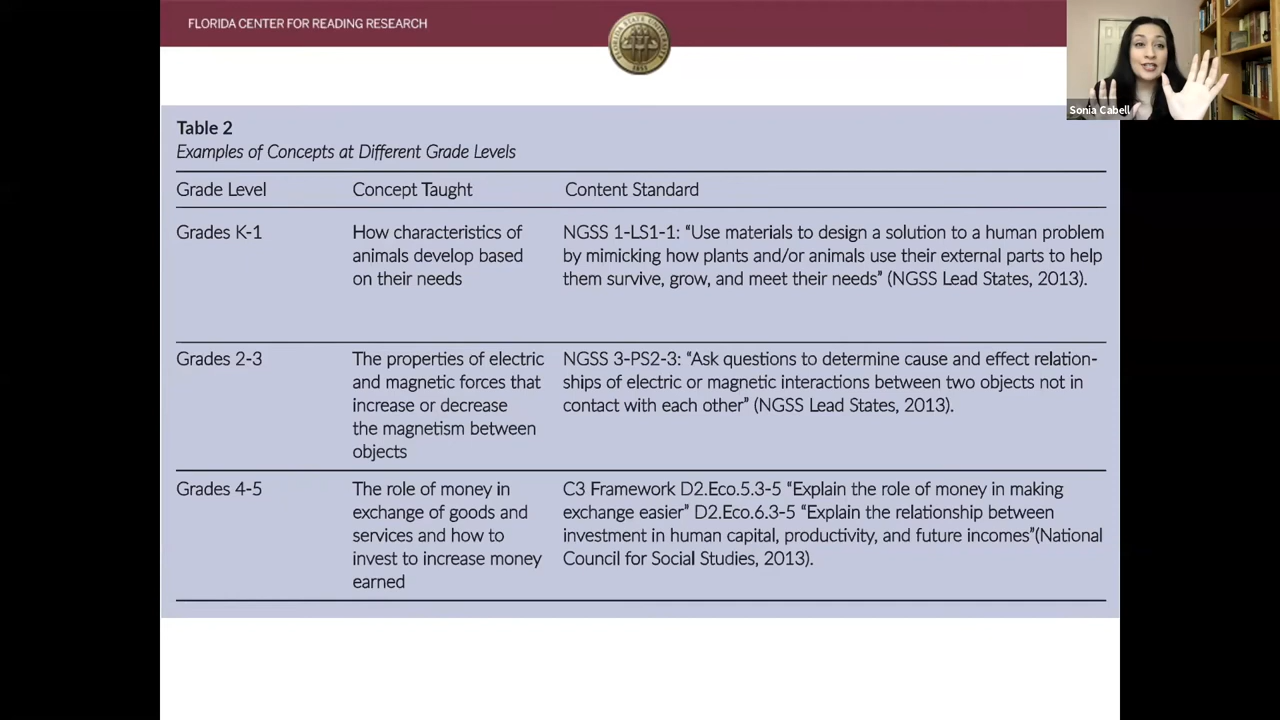 FLORIDA CENTER FOR READING RESEARCH
FLORIDA STATE UNIVERSITY
1851
Sonia Cabell
Table 2
Examples of Concepts at Different Grade Levels
Grade Level Concept Taught Content Standard
Grades K-1 How characteristics of NGSS 1-LS1-1: “Use materials to design a solution to a human problem
animals develop based by mimicking how plants and/or animals use their external parts to help
on their needs them survive, grow, and meet their needs” (NGSS Lead States, 2013).
Grades 2-3 The properties of electric NGSS 3-PS2-3: “Ask questions to determine cause and effect relation-
and magnetic forces that ships of electric or magnetic interactions between two objects not in
increase or decrease contact with each other” (NGSS Lead States, 2013).
the magnetism between
objects
Grades 4-5 The role of money in C3 Framework D2.Eco.5.3-5 “Explain the role of money in making
exchange of goods and exchange easier” D2.Eco.6.3-5 “Explain the relationship between
services and how to investment in human capital, productivity, and future incomes”(National
invest to increase money Council for Social Studies, 2013).
earned